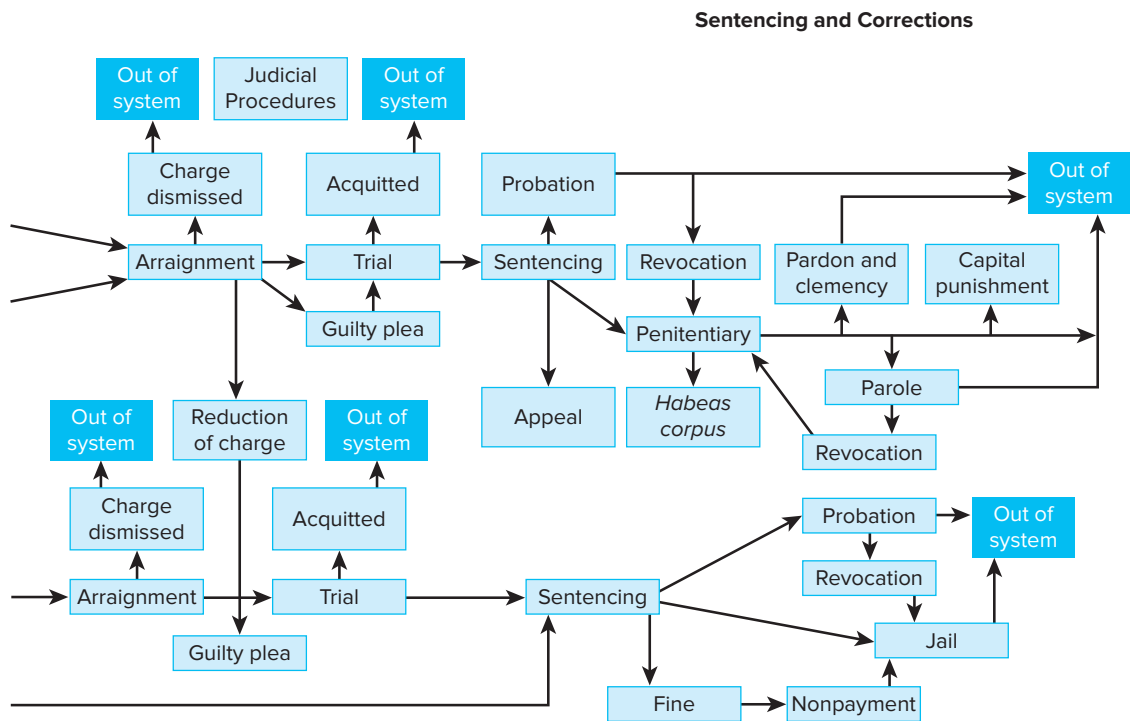 Sentencing and Corrections
Out of
system
Judicial
Procedures
Out of
system
Charge
dismissed
Acquitted
Probation
Out of
system
Arraignment
Trial
Sentencing
Revocation
Pardon and
clemency
Capital
punishment
Guilty plea
Penitentiary
Parole
Appeal
Habeas
corpus
Revocation
Out of
system
Reduction
of charge
Out of
system
Charge
dismissed
Acquitted
Probation
Out of
system
Revocation
Arraignment
Trial
Sentencing
Jail
Guilty plea
Fine
Nonpayment